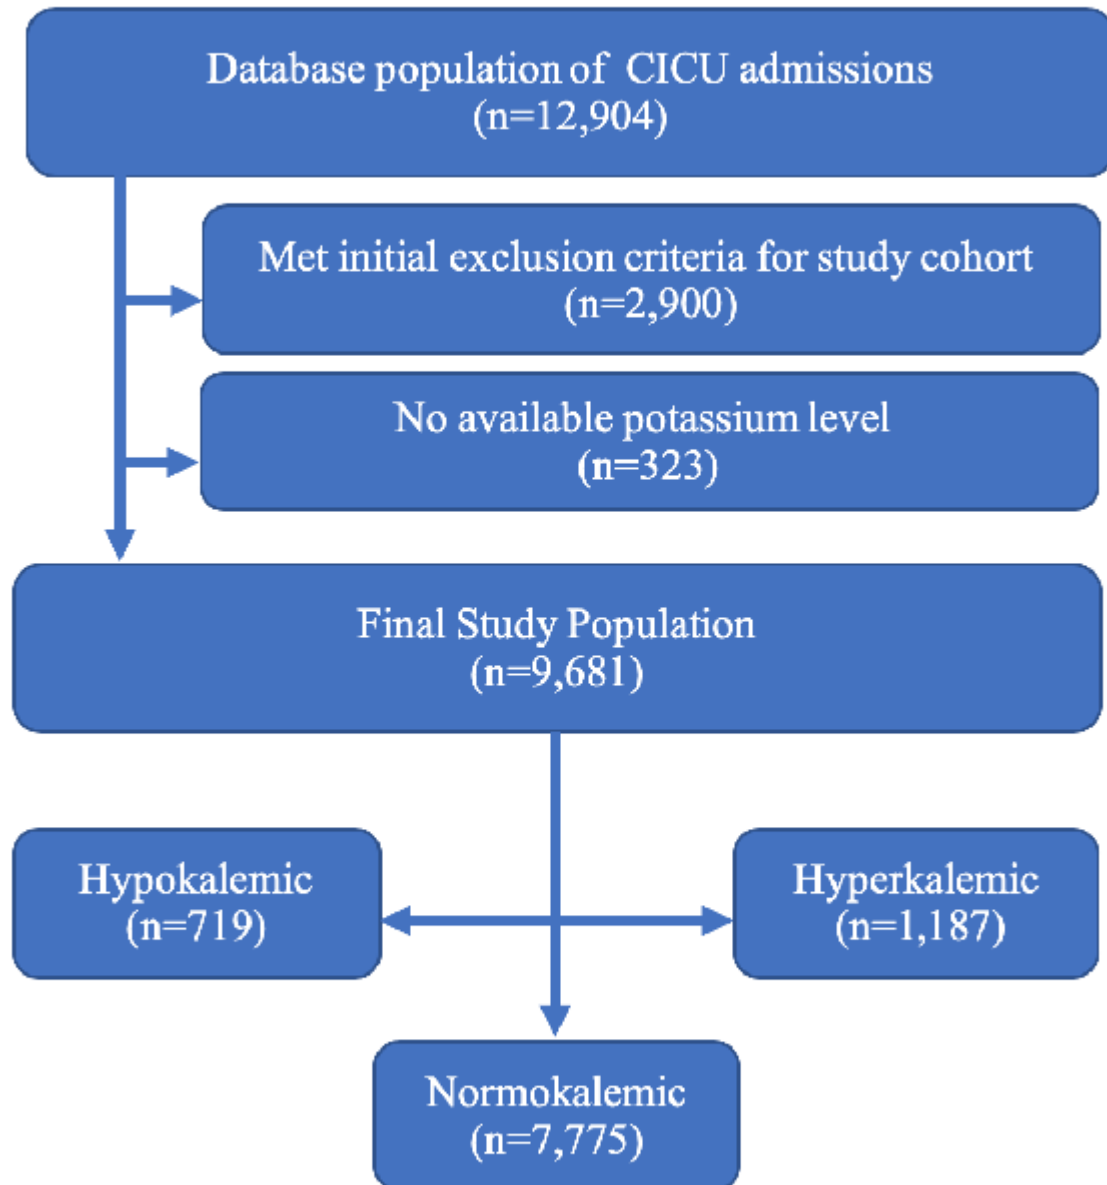 Database population of CICU admissions
(n=12,904)
Met initial exclusion criteria for study cohort
(n=2,900)
No available potassium level
(n=323)
Final Study Population
(n=9,681)
Hypokalemic
(n=719)
Hyperkalemic
(n=1,187)
Normokalemic
(n=7,775)